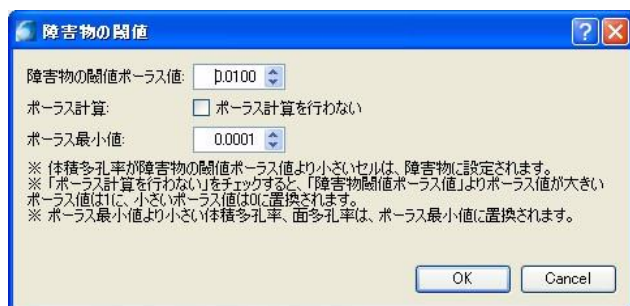 障害物の閾値
障害物の閾値ポーラス値: 0.0100
ポーラス計算: ポーラス計算を行わない
ポーラス最小値: 0.0001
※ 体積多孔率が障害物の閾値ポーラス値より小さいセルは、障害物に設定されます。
※ 「ポーラス計算を行わない」をチェックすると、「障害物閾値ポーラス値」よりポーラス値が大きい
ポーラス値は1に、小さいポーラス値は0に置換されます。
※ ポーラス最小値より小さい体積多孔率、面多孔率は、ポーラス最小値に置換されます。
OK Cancel